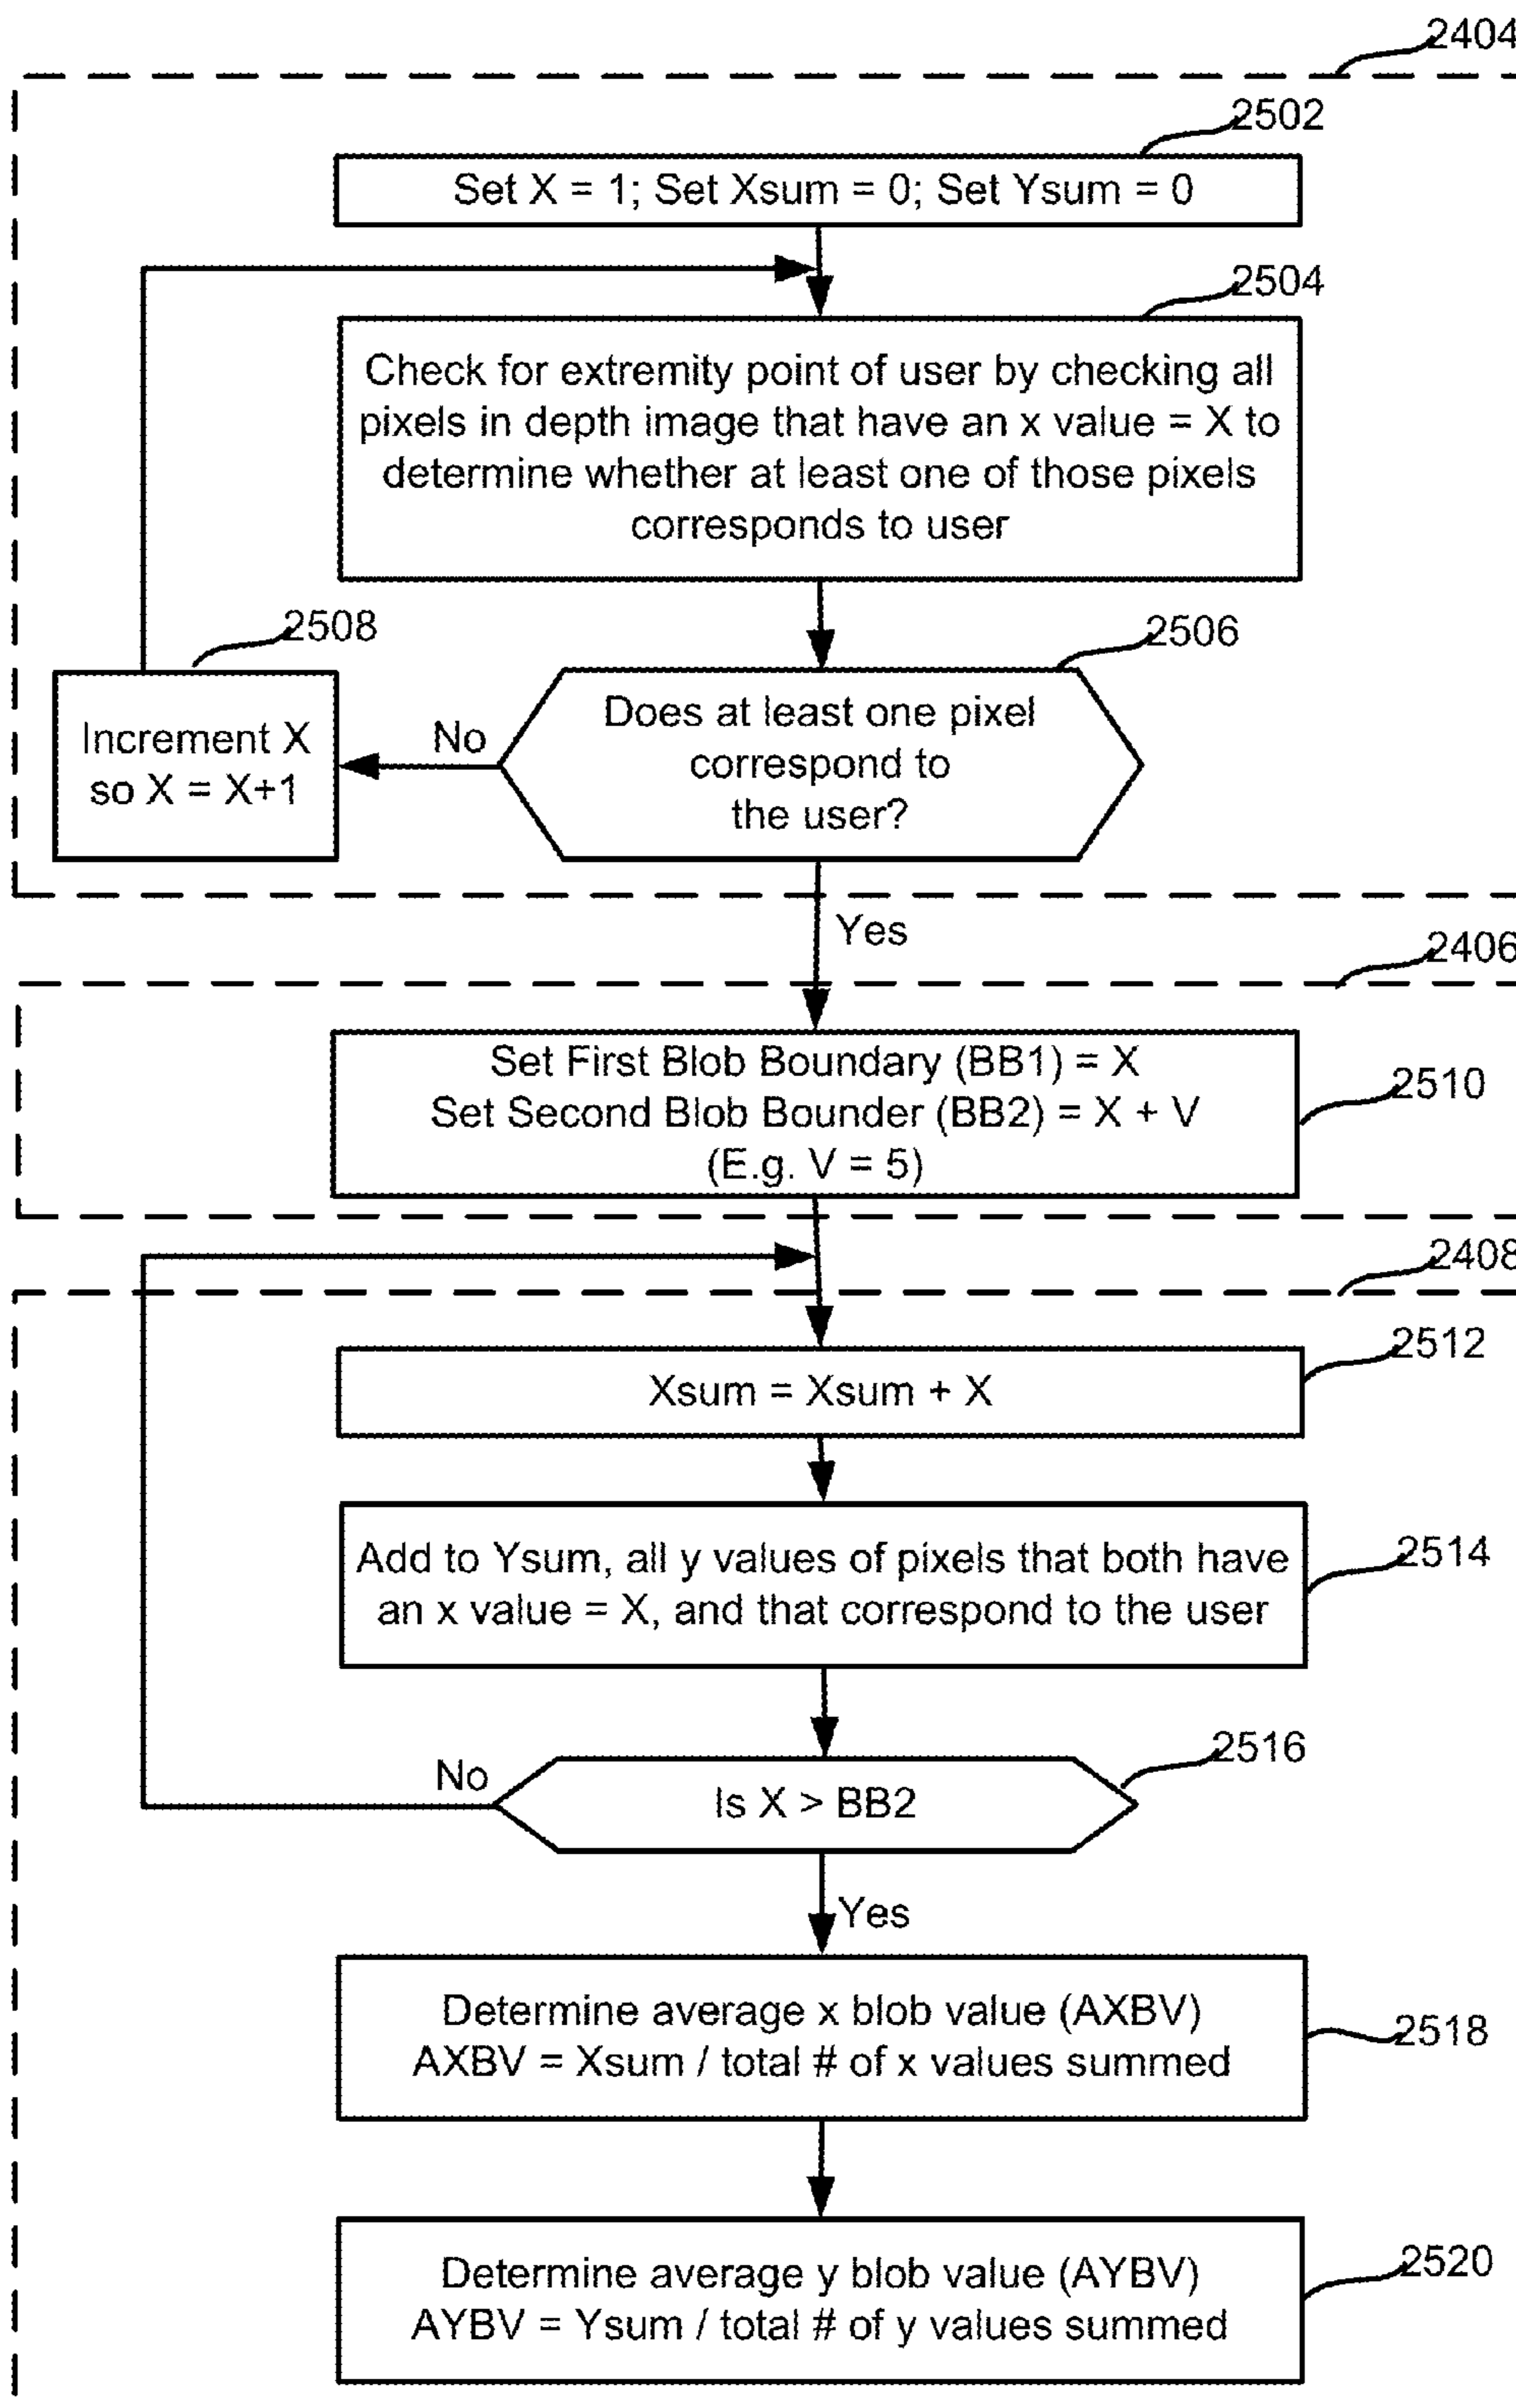 2404
2502
Set X = 1; Set Xsum = 0; Set Ysum = 0
2504
Check for extremity point of user by checking all
pixels in depth image that have an x value = X to
determine whether at least one of those pixels
corresponds to user
2508
2506
Increment X
so X = X+1
No
Does at least one pixel
correspond to
the user?
Yes
2406
Set First Blob Boundary (BB1) = X
Set Second Blob Bounder (BB2) = X + V
(E.g. V = 5)
2510
2408
2512
Xsum = Xsum + X
Add to Ysum, all y values of pixels that both have
an x value = X, and that correspond to the user
2514
2516
No
Is X > BB2
Yes
Determine average x blob value (AXBV)
AXBV = Xsum / total # of x values summed
2518
Determine average y blob value (AYBV)
AYBV = Ysum / total # of y values summed
2520